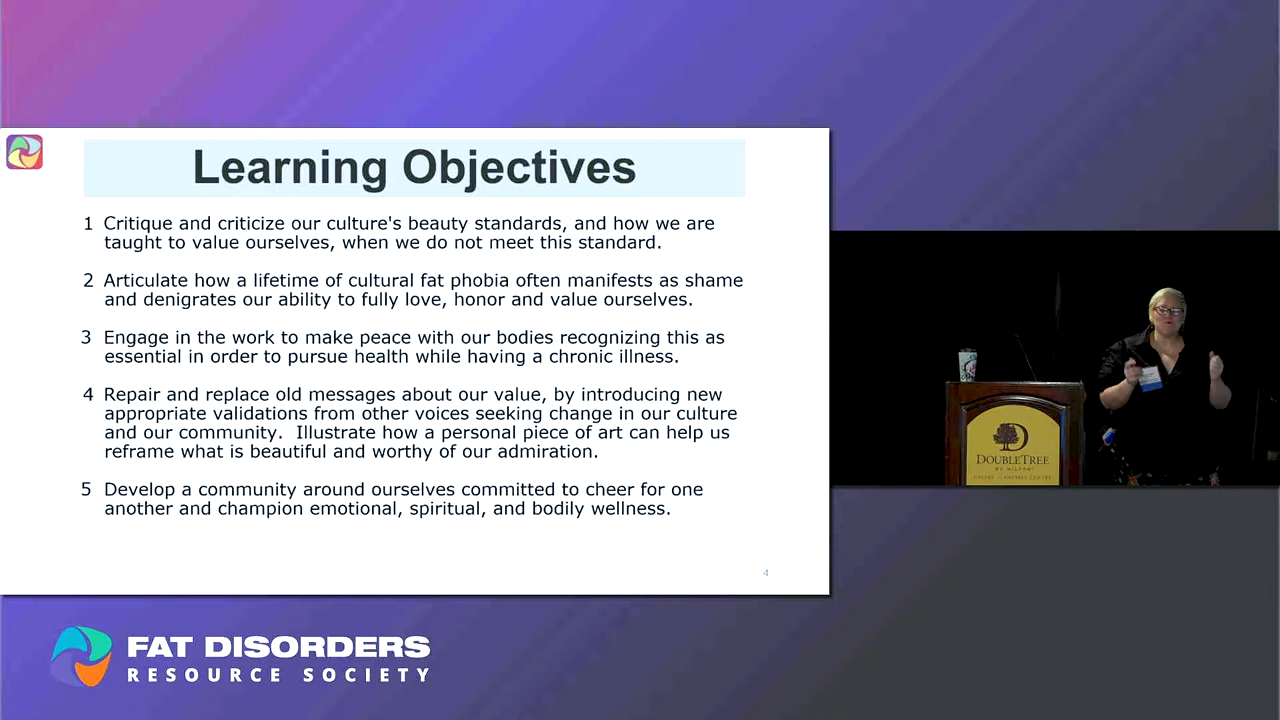 Learning Objectives
1 Critique and criticize our culture's beauty standards, and how we are
taught to value ourselves, when we do not meet this standard.
2 Articulate how a lifetime of cultural fat phobia often manifests as shame
and denigrates our ability to fully love, honor and value ourselves.
3 Engage in the work to make peace with our bodies recognizing this as
essential in order to pursue health while having a chronic illness.
4 Repair and replace old messages about our value, by introducing new
appropriate validations from other voices seeking change in our culture
and our community.  Illustrate how a personal piece of art can help us
reframe what is beautiful and worthy of our admiration.
5 Develop a community around ourselves committed to cheer for one
another and champion emotional, spiritual, and bodily wellness.
4
DOUBLETREE
BY HILTON
FAT DISORDERS
RESOURCE SOCIETY